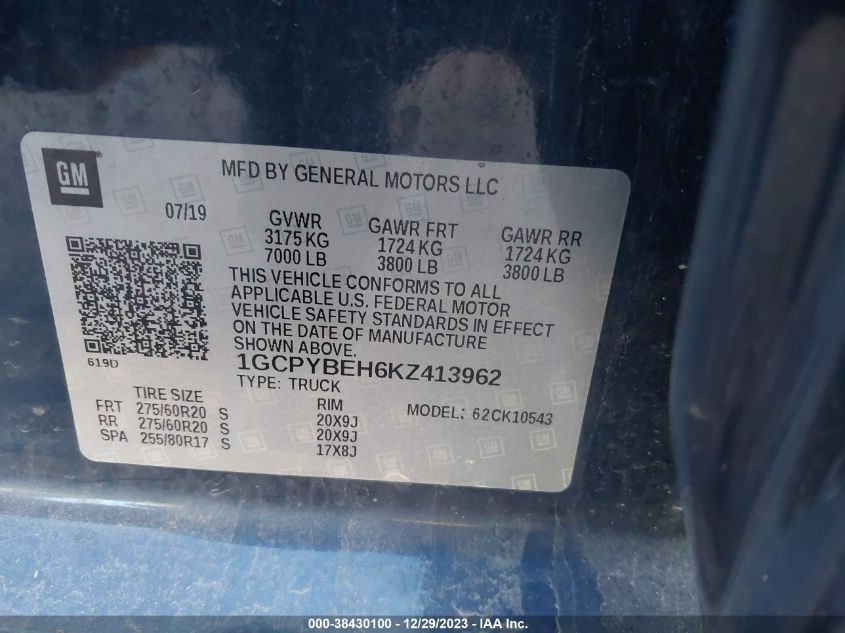 GM
MFD BY GENERAL MOTORS LLC
07/19
GVWR GAWR FRT GAWR RR
3175 KG 1724 KG 1724 KG
7000 LB 3800 LB 3800 LB
THIS VEHICLE CONFORMS TO ALL
APPLICABLE U.S. FEDERAL MOTOR
VEHICLE SAFETY STANDARDS IN EFFECT
ON THE DATE OF MANUFACTURE
SHOWN ABOVE.
619D
1GCPYBEH6KZ413962
TYPE: TRUCK
TIRE SIZE RIM MODEL: 62CK10543
FRT 275/60R20 S 20X9J
RR 275/60R20 S 20X9J
SPA 255/80R17 S 17X8J
000-38430100 - 12/29/2023 - IAA Inc.